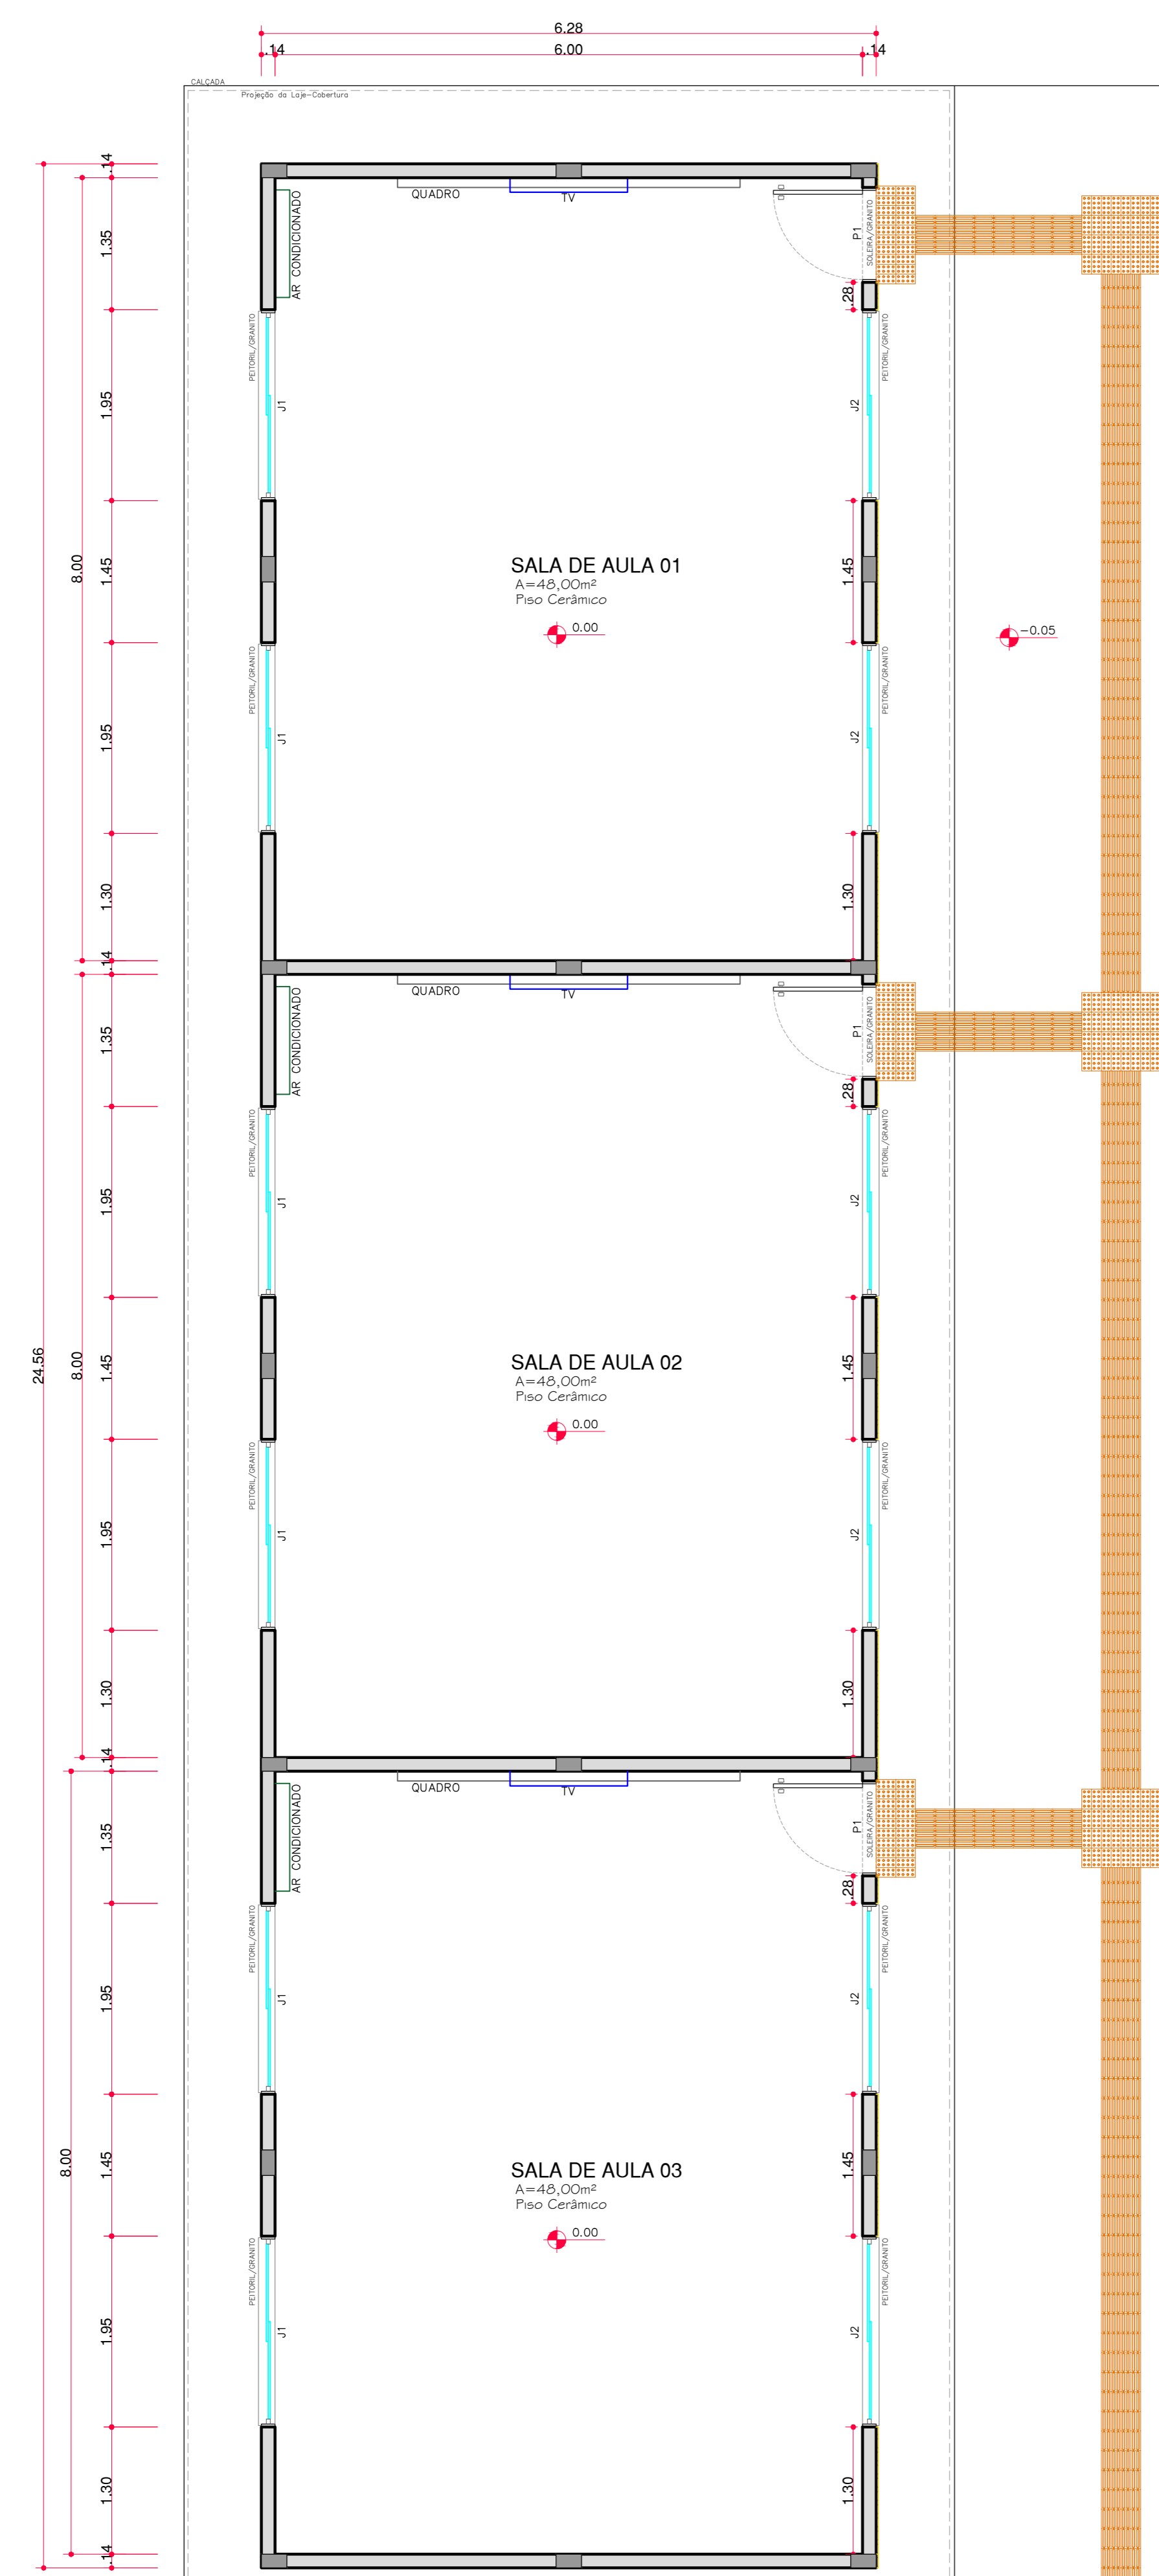 6.28
.14
6.00
.14
CALÇADA
Projeção da Laje-Cobertura
.14
QUADRO
TV
AR CONDICIONADO
P1
SOLEIRA/GRANITO
1.35
.28
PEITORIL/GRANITO
PEITORIL/GRANITO
1.95
J1
J2
8.00
1.45
SALA DE AULA 01
A=48,00m²
Piso Cerâmico
0.00
1.45
-0.05
PEITORIL/GRANITO
PEITORIL/GRANITO
1.95
J1
J2
1.30
1.30
.14
QUADRO
TV
AR CONDICIONADO
P1
SOLEIRA/GRANITO
1.35
.28
PEITORIL/GRANITO
PEITORIL/GRANITO
1.95
J1
J2
24.56
8.00
1.45
SALA DE AULA 02
A=48,00m²
Piso Cerâmico
0.00
1.45
PEITORIL/GRANITO
PEITORIL/GRANITO
1.95
J1
J2
1.30
1.30
.14
QUADRO
TV
AR CONDICIONADO
P1
SOLEIRA/GRANITO
1.35
.28
PEITORIL/GRANITO
PEITORIL/GRANITO
1.95
J1
J2
8.00
1.45
SALA DE AULA 03
A=48,00m²
Piso Cerâmico
0.00
1.45
PEITORIL/GRANITO
PEITORIL/GRANITO
1.95
J1
J2
1.30
1.30
.14